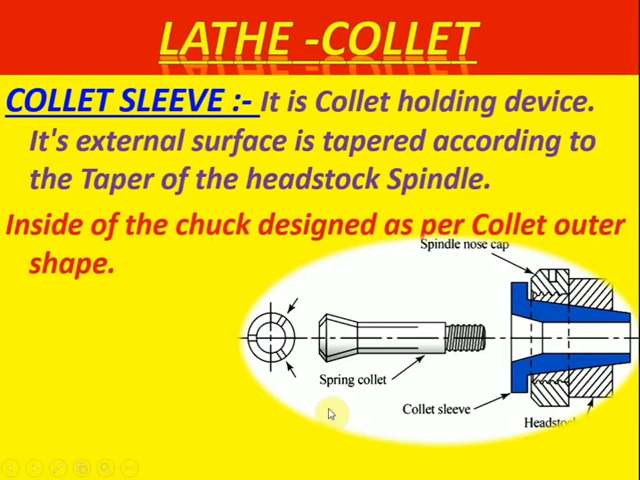 LATHE -COLLET
COLLET SLEEVE :- It is Collet holding device.
It's external surface is tapered according to
the Taper of the headstock Spindle.
Inside of the chuck designed as per Collet outer
shape.
Spindle nose cap
Spring collet
Collet sleeve